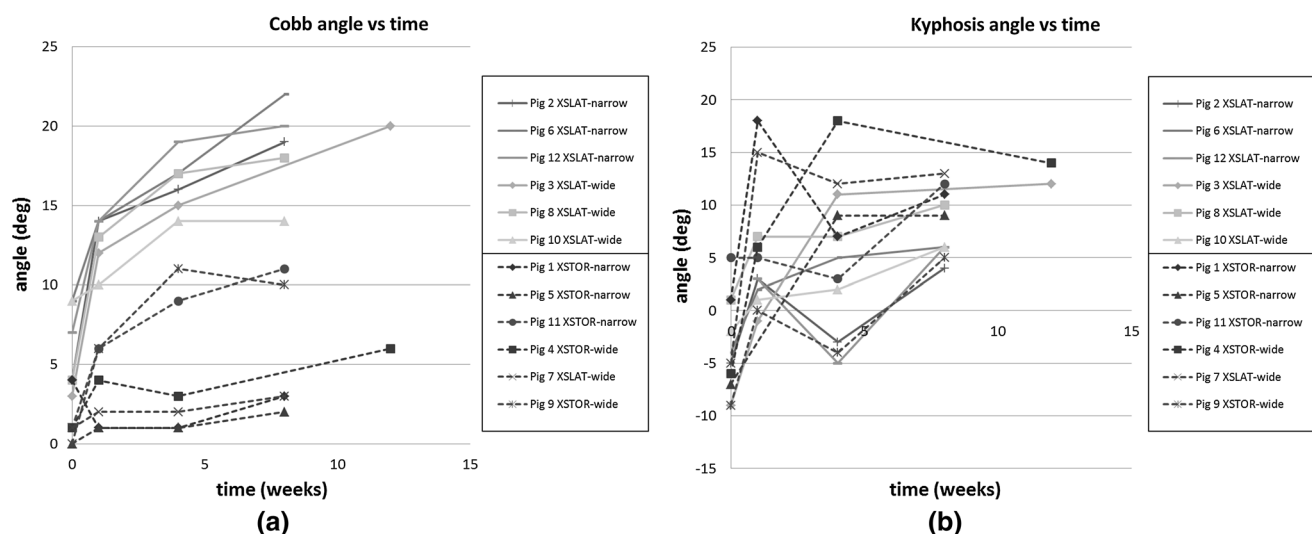 Cobb angle vs time
25
20
15
10
5
0
0 5 10 15
angle (deg)
time (weeks)
Pig 2 XSLAT-narrow
Pig 6 XSLAT-narrow
Pig 12 XSLAT-narrow
Pig 3 XSLAT-wide
Pig 8 XSLAT-wide
Pig 10 XSLAT-wide
Pig 1 XSTOR-narrow
Pig 5 XSTOR-narrow
Pig 11 XSTOR-narrow
Pig 4 XSTOR-wide
Pig 7 XSLAT-wide
Pig 9 XSTOR-wide
(a)
Kyphosis angle vs time
25
20
15
10
5
0
-5
-10
-15
0 5 10 15
angle (deg)
time (weeks)
Pig 2 XSLAT-narrow
Pig 6 XSLAT-narrow
Pig 12 XSLAT-narrow
Pig 3 XSLAT-wide
Pig 8 XSLAT-wide
Pig 10 XSLAT-wide
Pig 1 XSTOR-narrow
Pig 5 XSTOR-narrow
Pig 11 XSTOR-narrow
Pig 4 XSTOR-wide
Pig 7 XSLAT-wide
Pig 9 XSTOR-wide
(b)